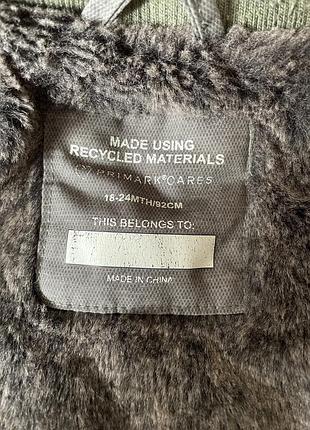 MADE USING
RECYCLED MATERIALS
BY PRIMARK® CARES
18-24MTH/92CM
THIS BELONGS TO:
MADE IN CHINA